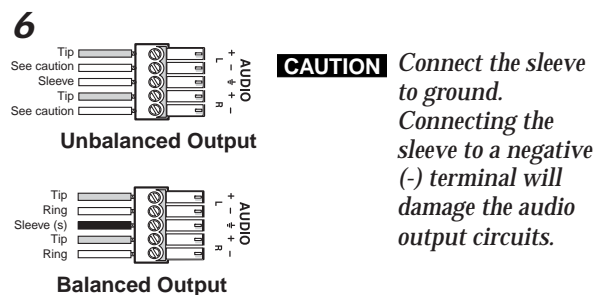 6
Tip
See caution
Sleeve
Tip
See caution
+
L
–
+
R
–
AUDIO
Unbalanced Output
CAUTION
Connect the sleeve
to ground.
Connecting the
sleeve to a negative
(-) terminal will
damage the audio
output circuits.
Tip
Ring
Sleeve (s)
Tip
Ring
+
L
–
+
R
–
AUDIO
Balanced Output